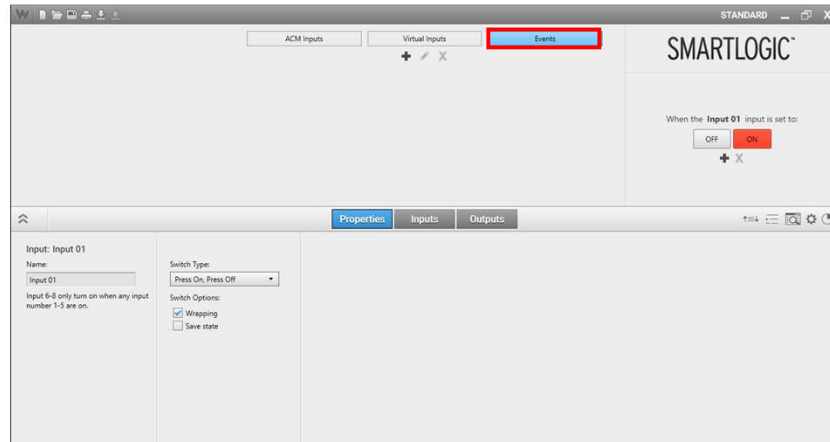 W STANDARD X
ACM Inputs Virtual Inputs Events
SMARTLOGIC™
When the Input 01 input is set to:
OFF ON
Properties Inputs Outputs
Input: Input 01
Name: Switch Type:
Input 01 Press On, Press Off
Input 6-8 only turn on when any input
number 1-5 are on.
Switch Options:
Wrapping
Save state